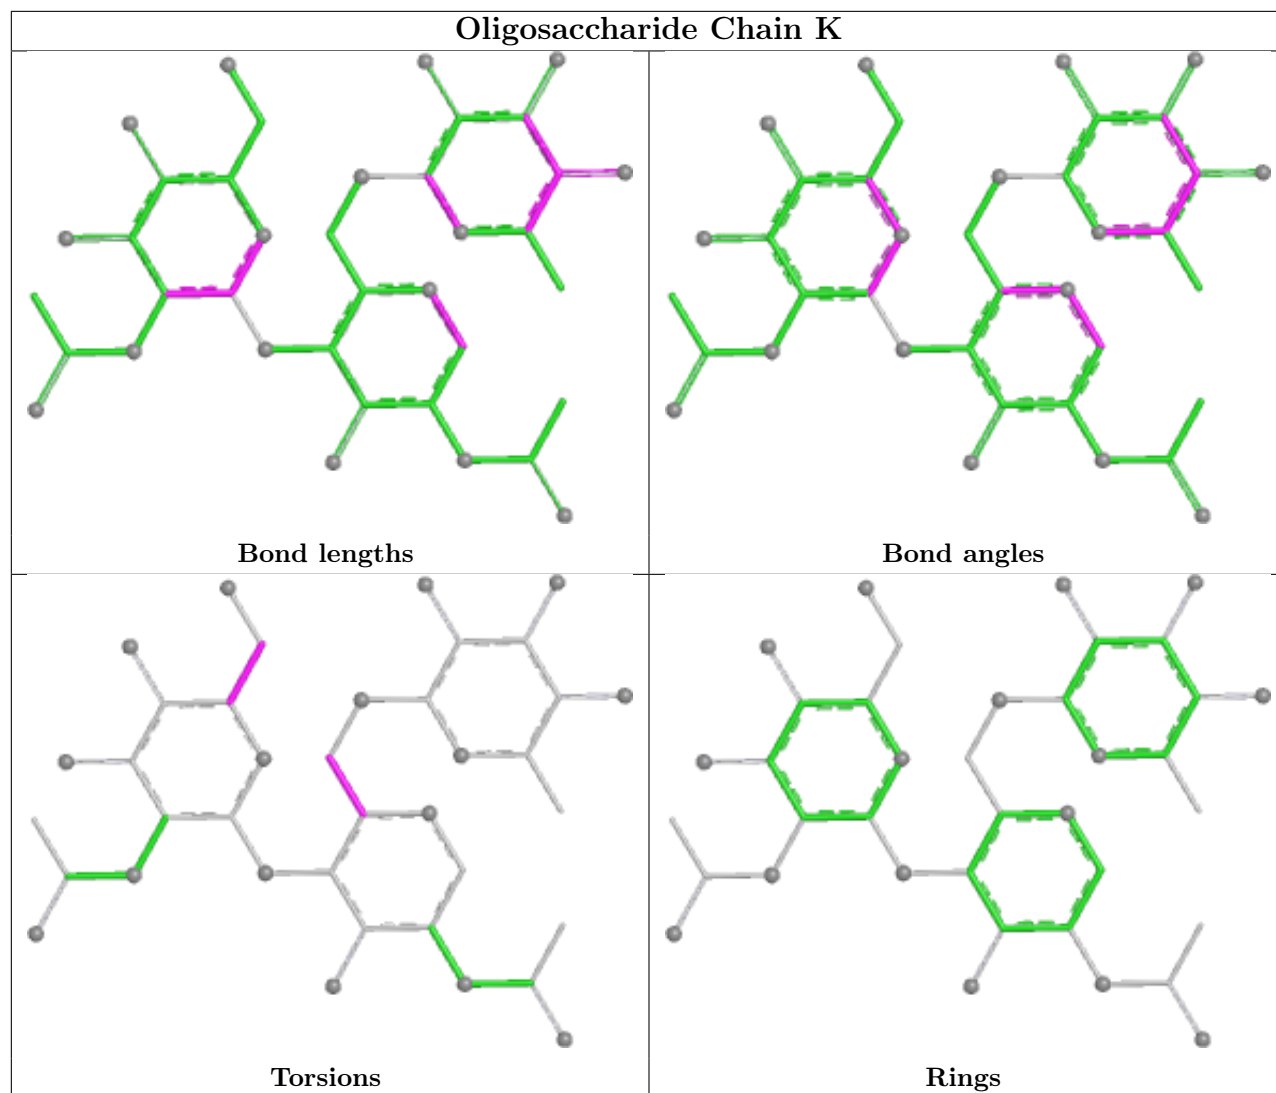 Oligosaccharide Chain K
Bond lengths
Bond angles
Torsions
Rings